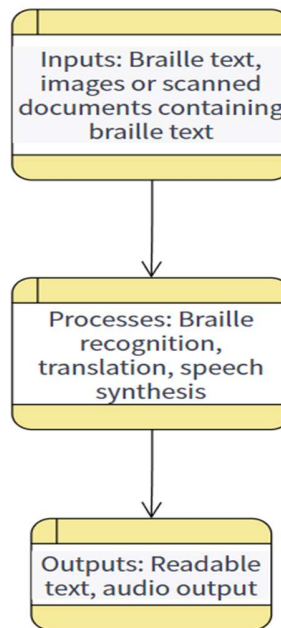 Inputs: Braille text,
images or scanned
documents containing
braille text
Processes: Braille
recognition,
translation, speech
synthesis
Outputs: Readable
text, audio output